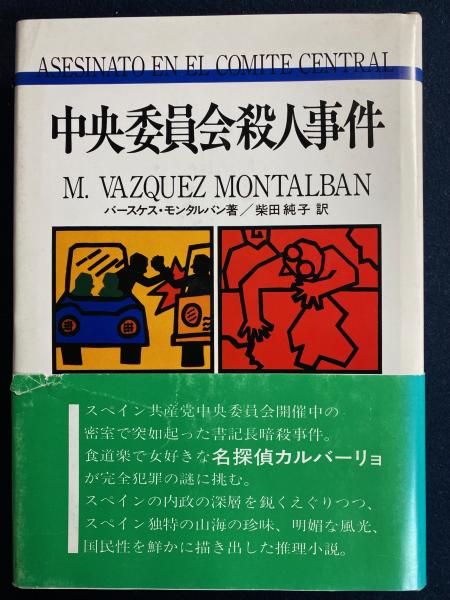 ASESINATO EN EL COMITE CENTRAL
中央委員会殺人事件
M. VAZQUEZ MONTALBAN
バースケス・モンタルバン著／柴田純子 訳
スペイン共産党中央委員会開催中の
密室で突如起った書記長暗殺事件。
食道楽で女好きな名探偵カルバーリョ
が完全犯罪の謎に挑む。
スペインの内政の深層を鋭くえぐりつつ、
スペイン独特の山海の珍味、明媚な風光、
国民性を鮮かに描き出した推理小説。